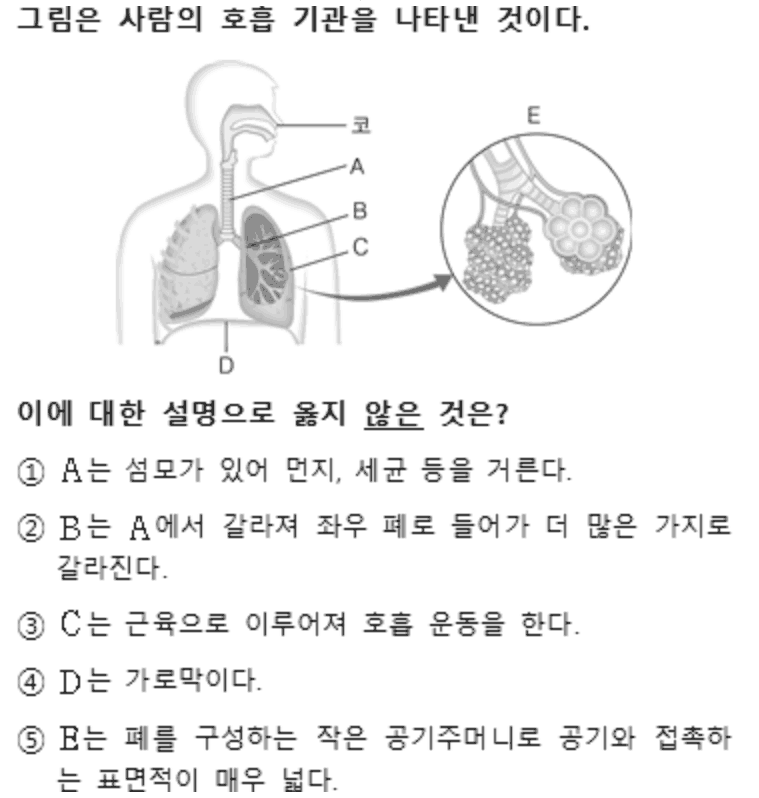 그림은 사람의 호흡 기관을 나타낸 것이다.
코
E
A
B
C
D
이에 대한 설명으로 옳지 않은 것은?
① A는 섬모가 있어 먼지, 세균 등을 거른다.
② B는 A에서 갈라져 좌우 폐로 들어가 더 많은 가지로
갈라진다.
③ C는 근육으로 이루어져 호흡 운동을 한다.
④ D는 가로막이다.
⑤ E는 폐를 구성하는 작은 공기주머니로 공기와 접촉하
는 표면적이 매우 넓다.